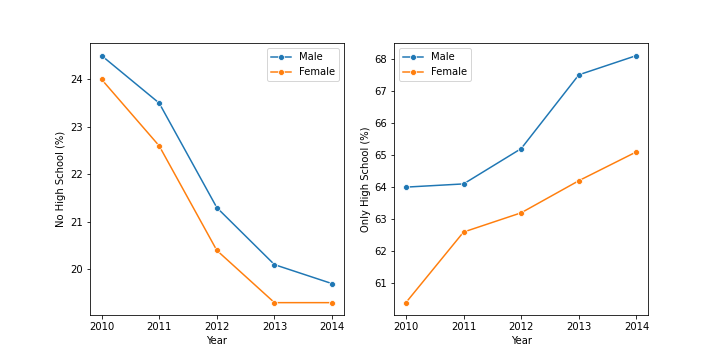 No High School (%)
24
23
22
21
20
Male
Female
2010 2011 2012 2013 2014
Year
Only High School (%)
68
67
66
65
64
63
62
61
Male
Female
2010 2011 2012 2013 2014
Year